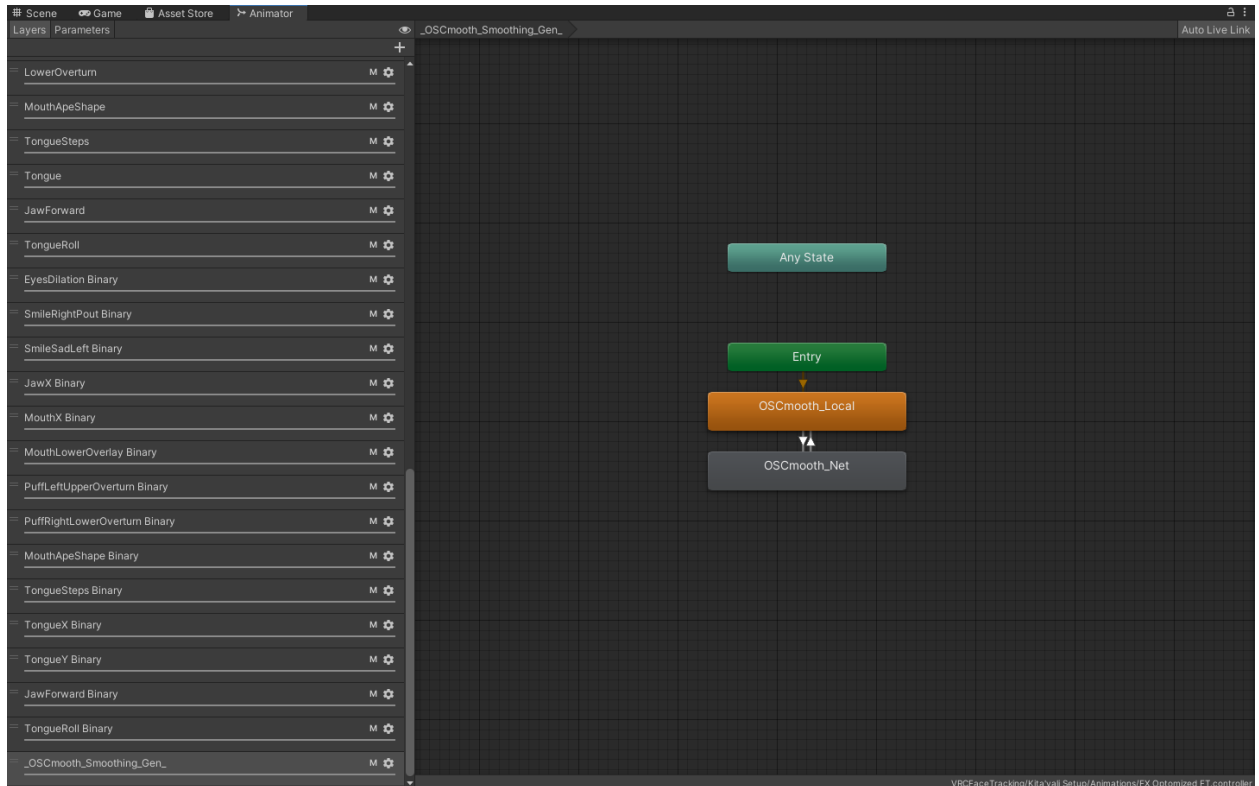 Scene Game Asset Store Animator
Layers Parameters _OSCmooth_Smoothing_Gen_ Auto Live Link
+
LowerOverturn M
MouthApeShape M
TongueSteps M
Tongue M
JawForward M
TongueRoll M
EyesDilation Binary M
SmileRightPout Binary M
SmileSadLeft Binary M
JawX Binary M
MouthX Binary M
MouthLowerOverlay Binary M
PuffLeftUpperOverturn Binary M
PuffRightLowerOverturn Binary M
MouthApeShape Binary M
TongueSteps Binary M
TongueX Binary M
TongueY Binary M
JawForward Binary M
TongueRoll Binary M
_OSCmooth_Smoothing_Gen_ M
Any State
Entry
OSCmooth_Local
OSCmooth_Net
VRCFaceTracking/Kita'vali Setup/Animations/FX Optomized FT.controller